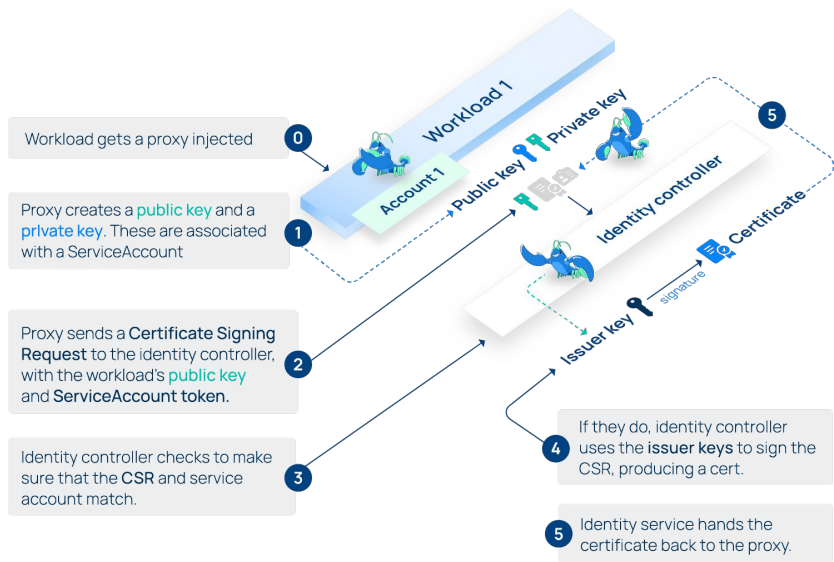 Workload 1
Account 1
Public key
Private key
Identity controller
Certificate
signature
Issuer key
0
Workload gets a proxy injected
1
Proxy creates a public key and a
private key. These are associated
with a ServiceAccount
2
Proxy sends a Certificate Signing
Request to the identity controller,
with the workload's public key
and ServiceAccount token.
3
Identity controller checks to make
sure that the CSR and service
account match.
4
If they do, identity controller
uses the issuer keys to sign the
CSR, producing a cert.
5
5
Identity service hands the
certificate back to the proxy.